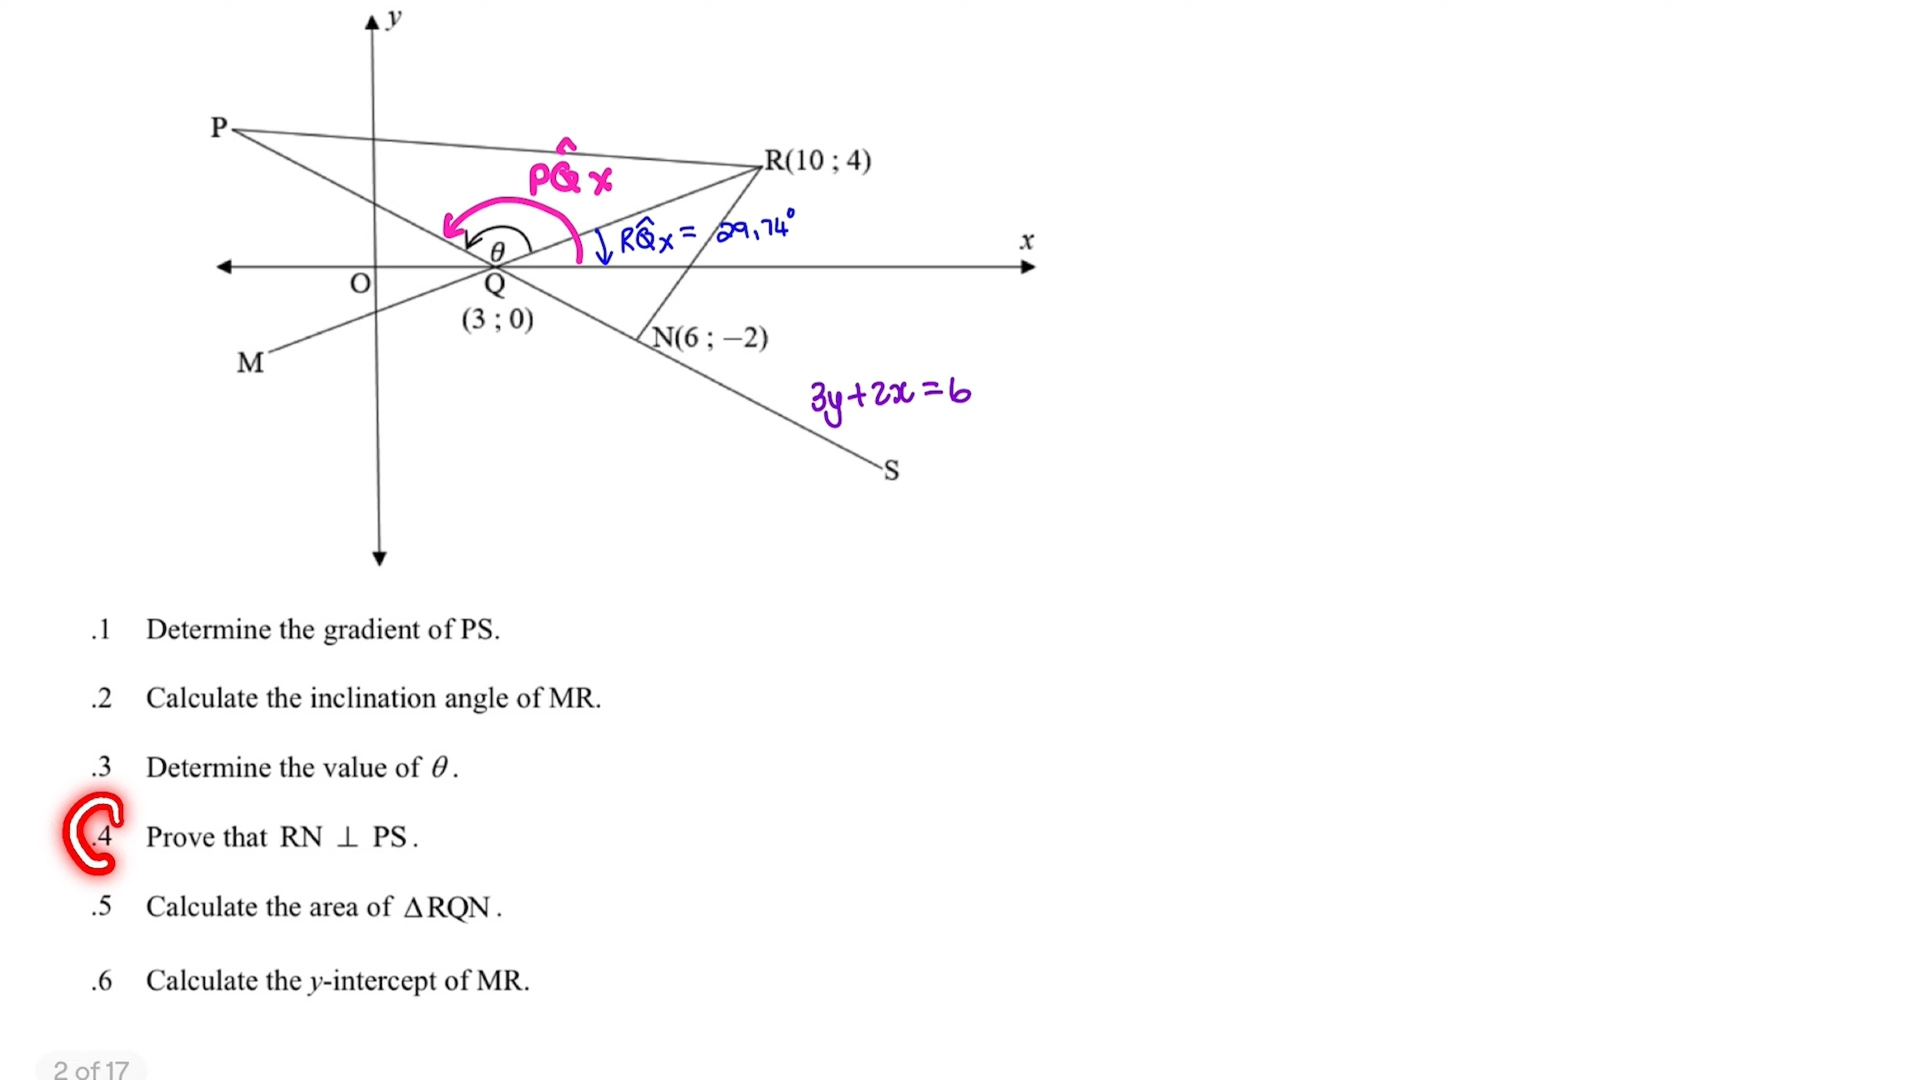 y
P
PQ̂x
R(10 ; 4)
RQ̂x = 29,74°
θ
x
O
Q
(3 ; 0)
N(6 ; −2)
M
3y+2x=6
S
.1 Determine the gradient of PS.
.2 Calculate the inclination angle of MR.
.3 Determine the value of θ.
.4 Prove that RN ⊥ PS.
.5 Calculate the area of ΔRQN.
.6 Calculate the y-intercept of MR.
2 of 17